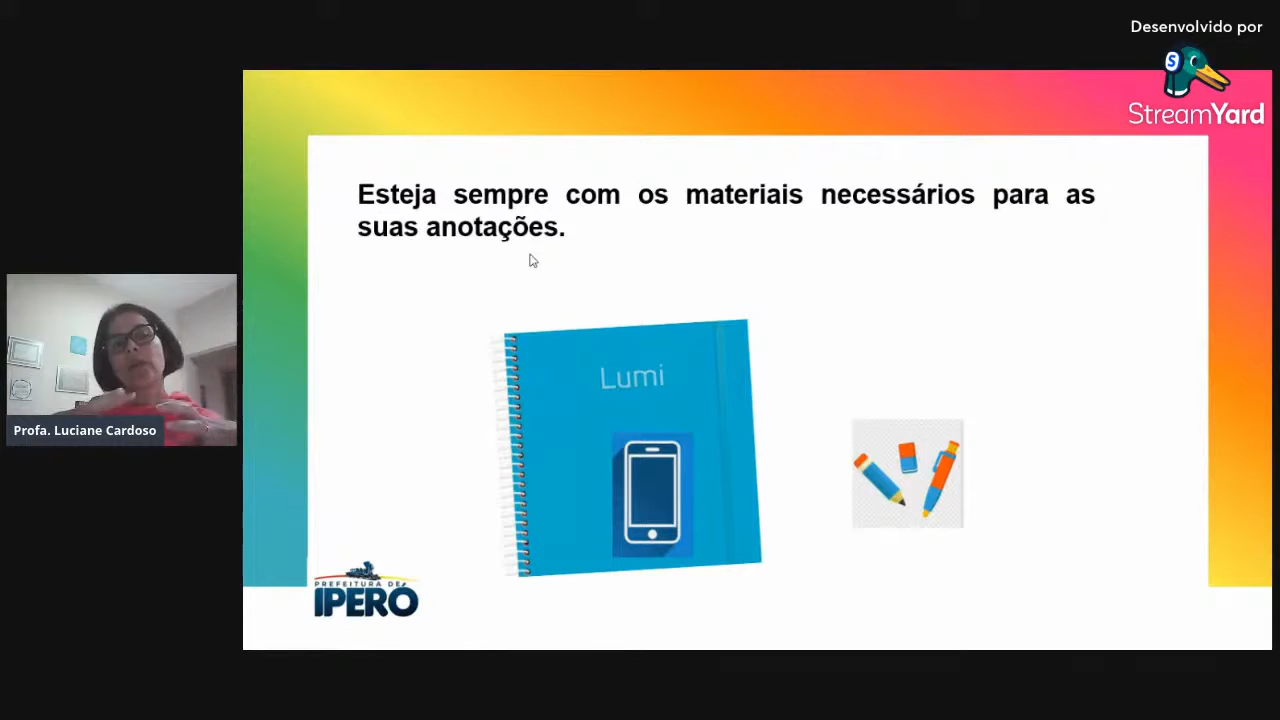 Desenvolvido por
StreamYard
Esteja sempre com os materiais necessários para as
suas anotações.
Lumi
Profa. Luciane Cardoso
PREFEITURA DE
IPERÓ